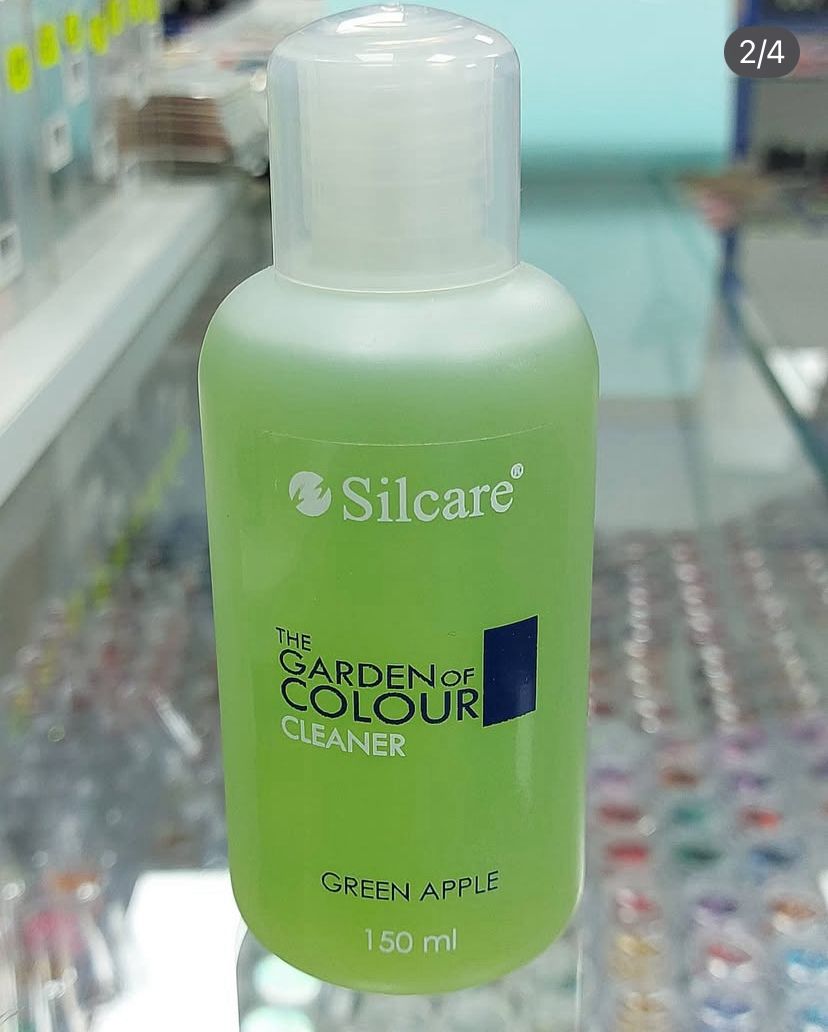 2/4
Silcare®
THE
GARDEN OF
COLOUR
CLEANER
GREEN APPLE
150 ml